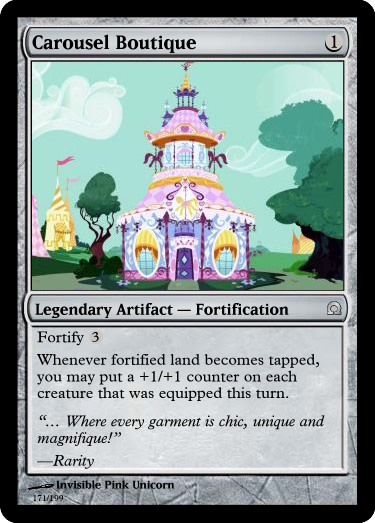 Carousel Boutique 1
Legendary Artifact — Fortification
Fortify 3
Whenever fortified land becomes tapped,
you may put a +1/+1 counter on each
creature that was equipped this turn.
“… Where every garment is chic, unique and
magnifique!”
—Rarity
Invisible Pink Unicorn
171/199